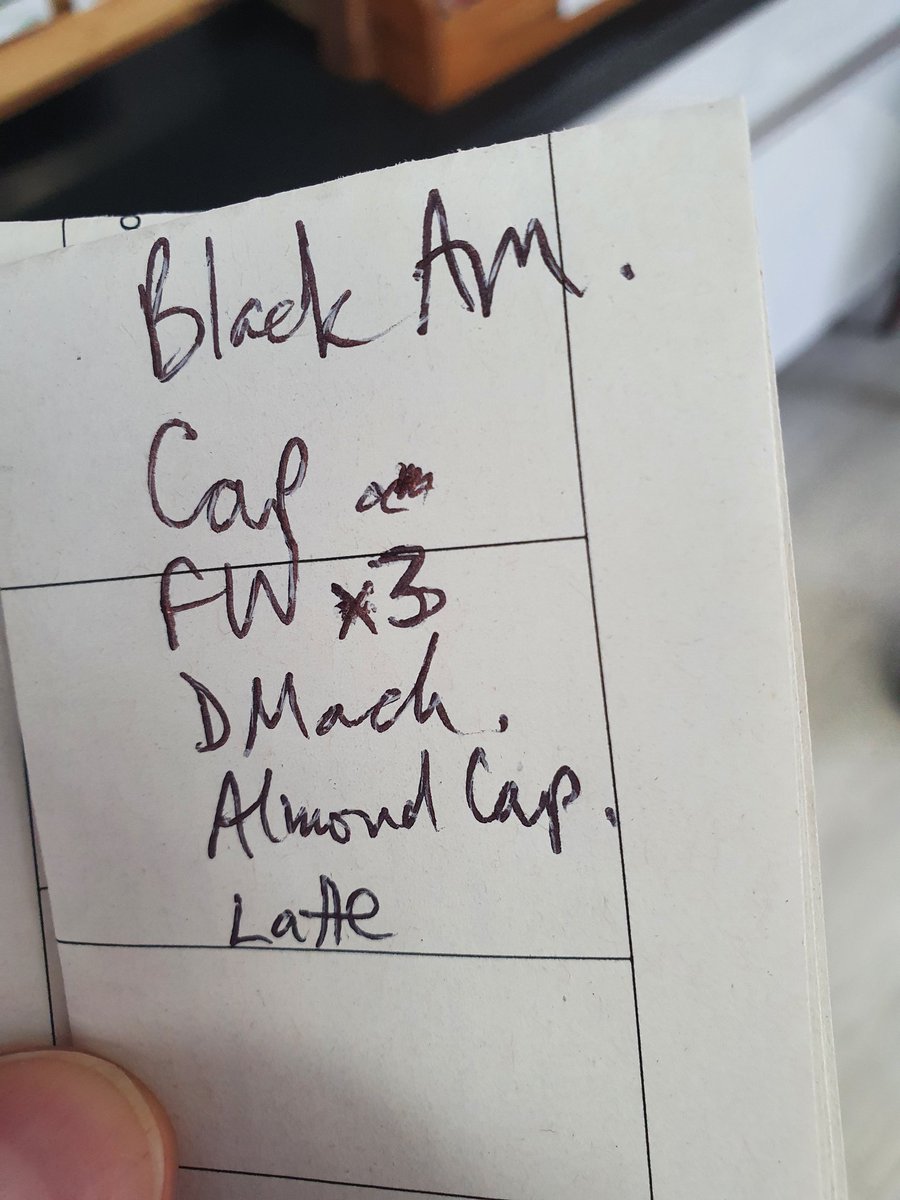 Black Am.
Cap
FW x3
D Mach.
Almond Cap.
Latte